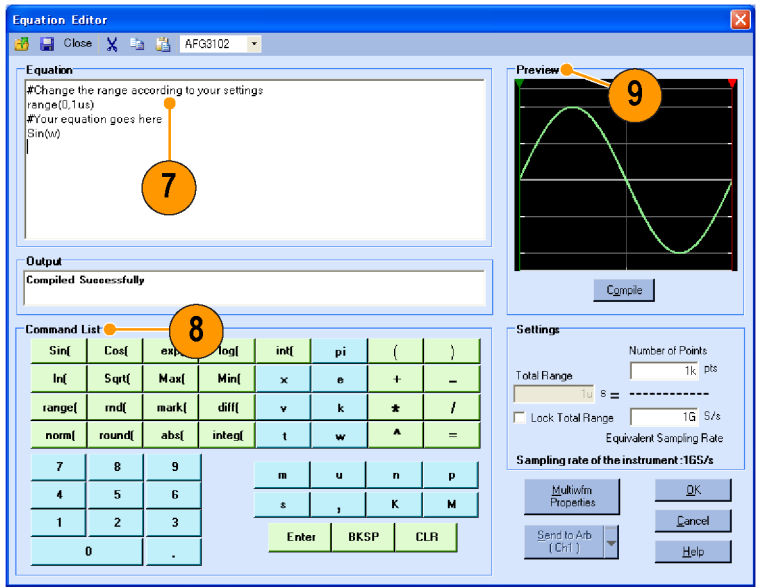 Equation Editor
Close AFG3102
Equation
#Change the range according to your settings
range(0,1us)
#Your equation goes here
Sin(w)
7
Preview
9
Output
Compiled Successfully
Compile
Command List
8
Sin( Cos( exp( log( int( pi ( )
ln( Sqrt( Max( Min( x e + -
range( rnd( mark( diff( v k * /
norm( round( abs( integ( t w ^ =
7 8 9
4 5 6
1 2 3
0 .
m u n p
s , K M
Enter BKSP CLR
Settings
Number of Points
Total Range
1k pts
1u s =
Lock Total Range 1G S/s
Equivalent Sampling Rate
Sampling rate of the instrument :1GS/s
Multiwfm
Properties
OK
Cancel
Send to Arb
( Ch1 )
Help